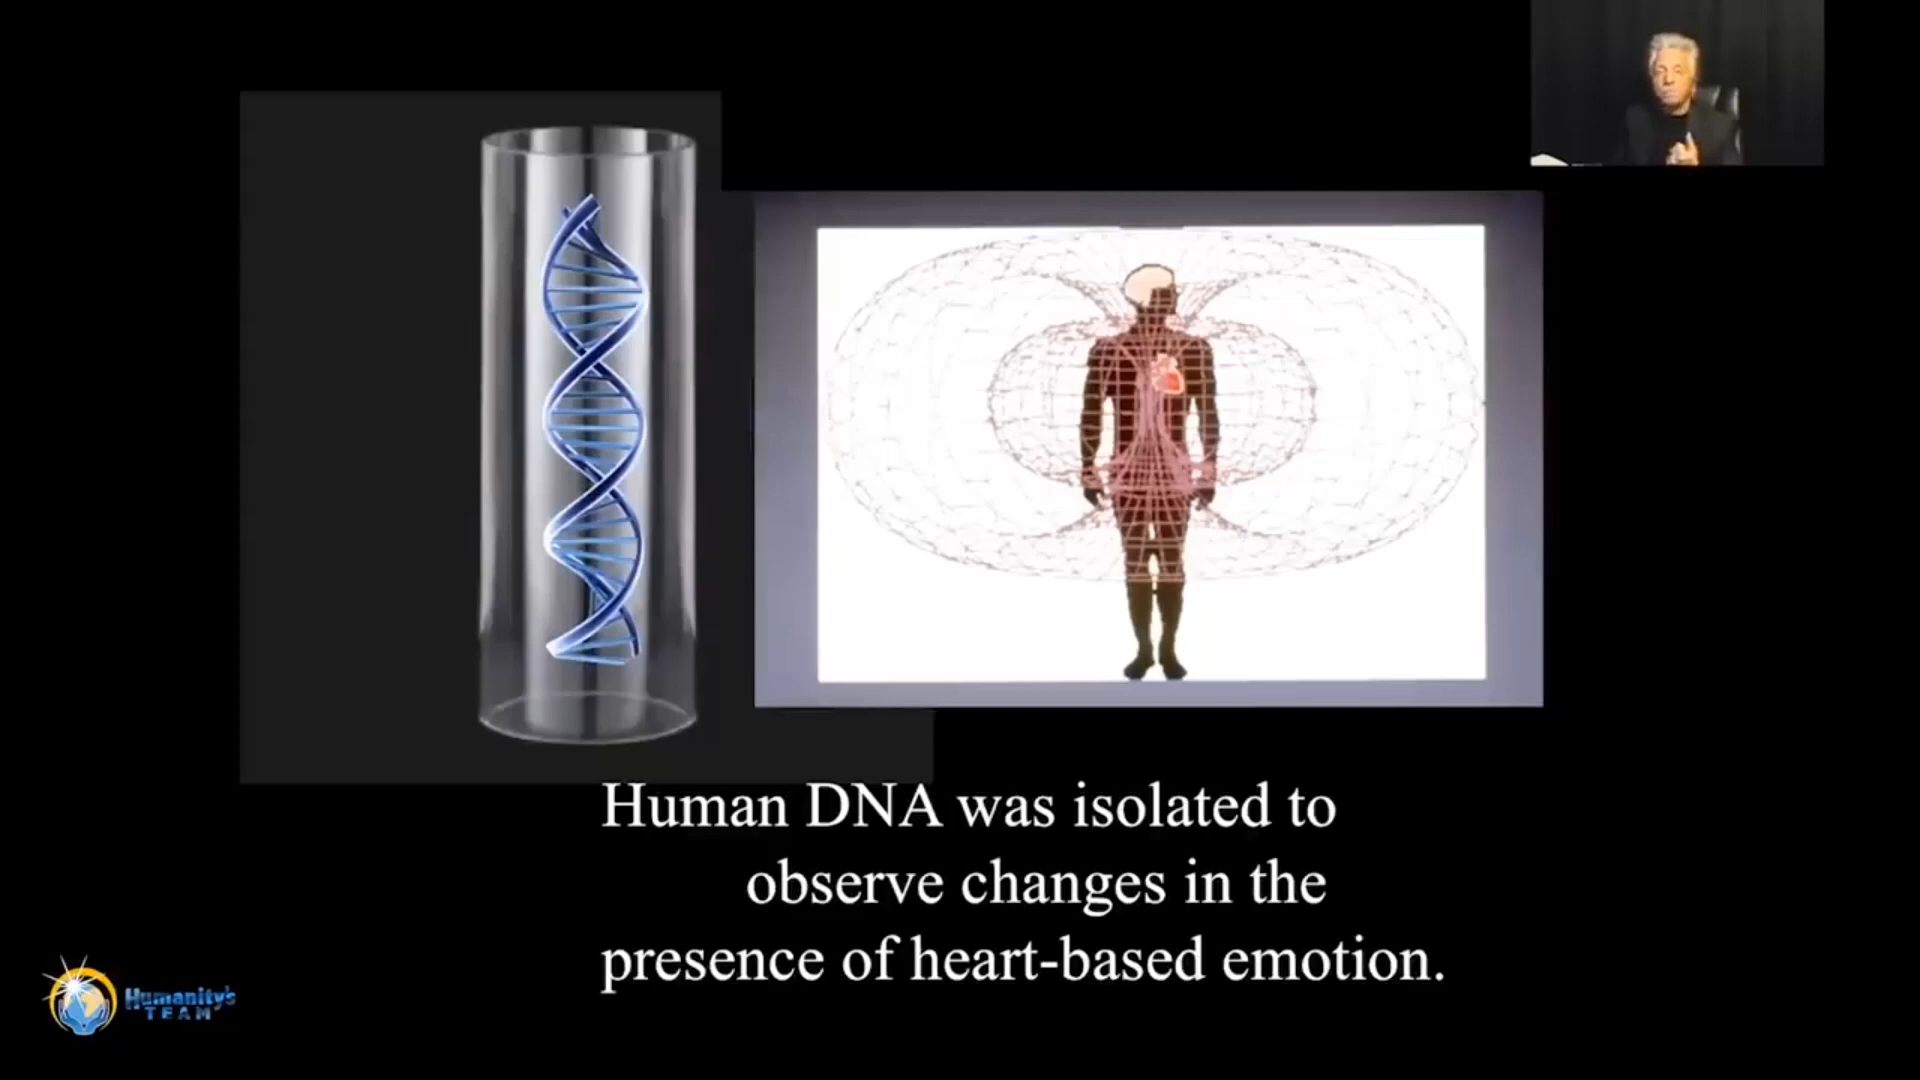 Human DNA was isolated to
observe changes in the
presence of heart-based emotion.
Humanity's
TEAM